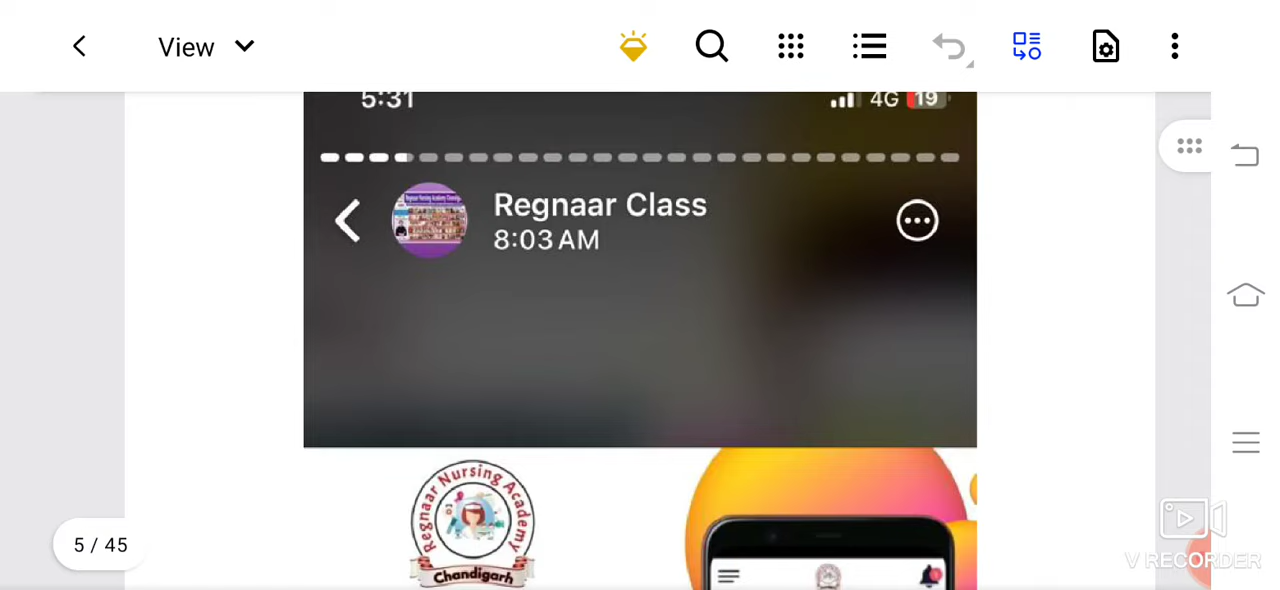 View
5:31
4G 19
Regnaar Class
8:03 AM
Regnaar Nursing Academy
Chandigarh
5 / 45
V RECORDER